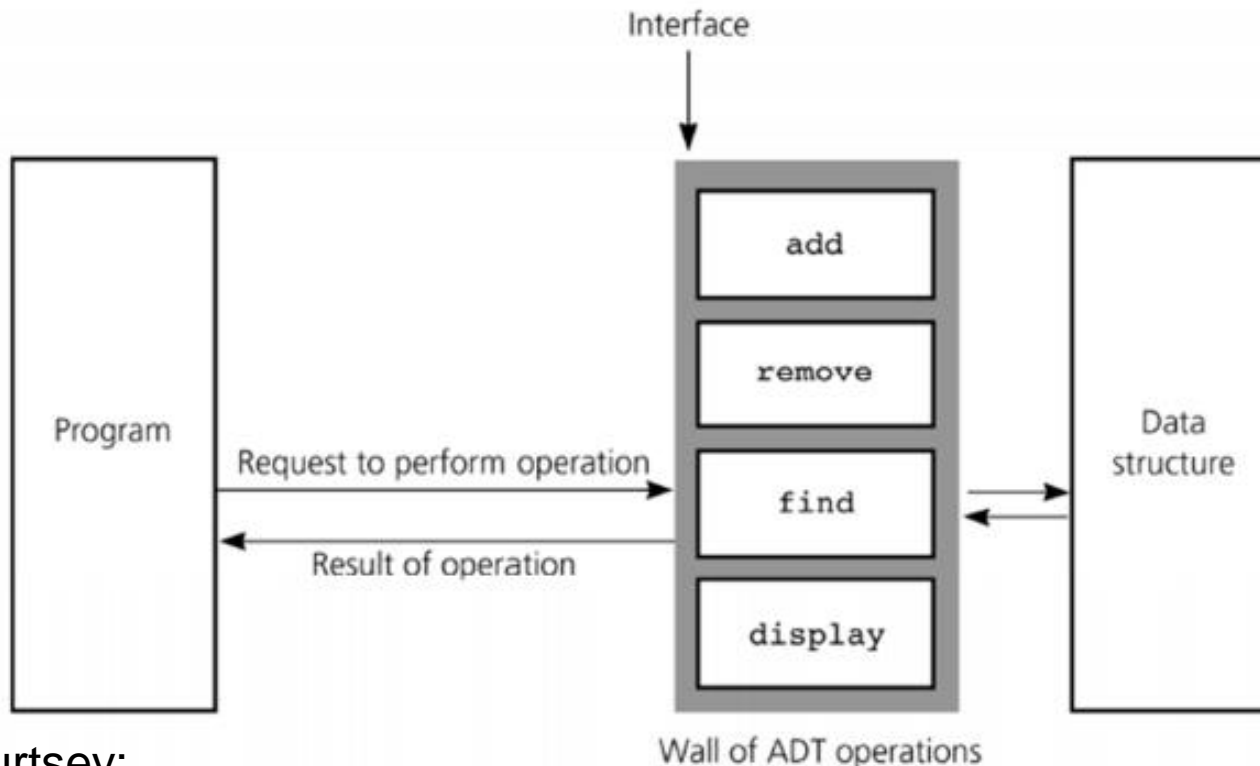 Interface
add
remove
find
display
Program
Request to perform operation
Result of operation
Data
structure
Wall of ADT operations